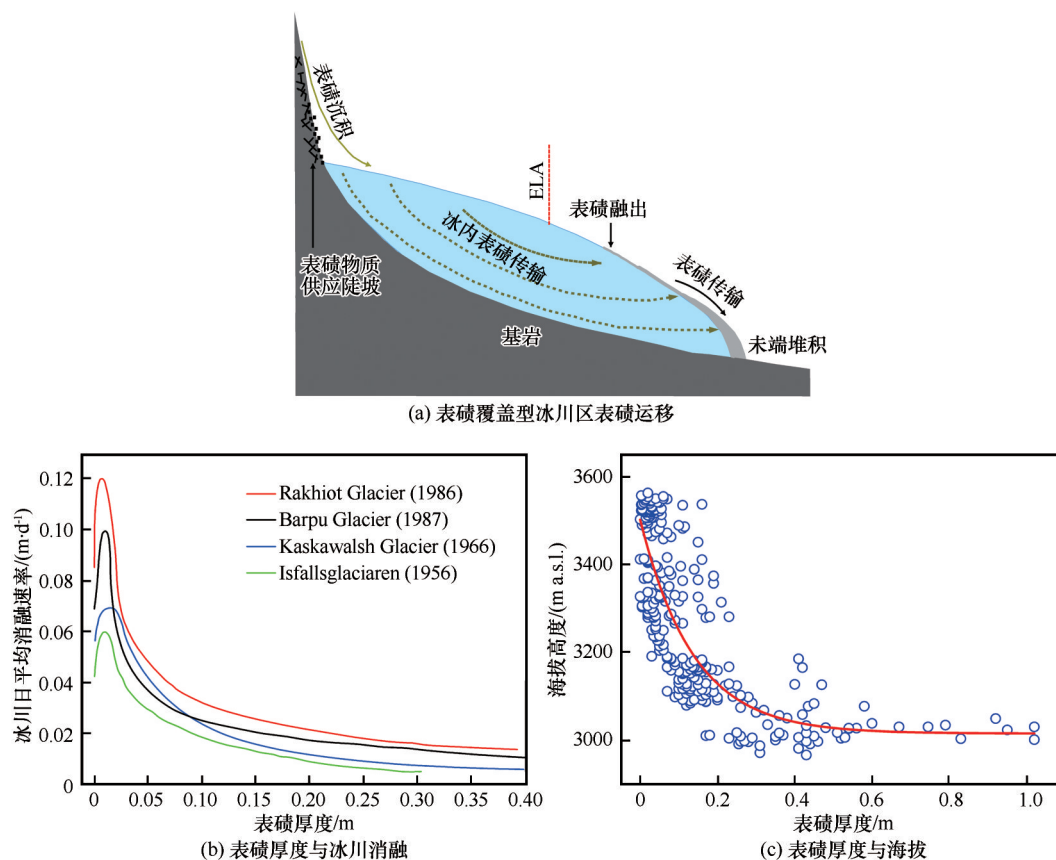 表碛沉积
ELA
表碛融出
冰内表碛传输
表碛传输
表碛物质
供应陡坡
基岩
末端堆积
(a) 表碛覆盖型冰川区表碛运移
冰川日平均消融速率/(m·d⁻¹)
0.12
0.10
0.08
0.06
0.04
0.02
0
Rakhiot Glacier (1986)
Barpu Glacier (1987)
Kaskawalsh Glacier (1966)
Isfallsglaciaren (1956)
0 0.05 0.10 0.15 0.20 0.25 0.30 0.35 0.40
表碛厚度/m
(b) 表碛厚度与冰川消融
海拔高度/(m a.s.l.)
3600
3400
3200
3000
0 0.2 0.4 0.6 0.8 1.0
表碛厚度/m
(c) 表碛厚度与海拔